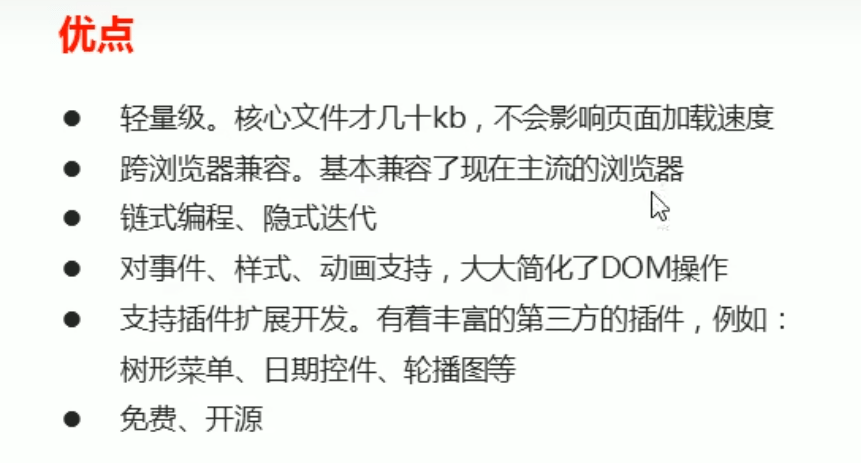 优点
● 轻量级。核心文件才几十kb，不会影响页面加载速度
● 跨浏览器兼容。基本兼容了现在主流的浏览器
● 链式编程、隐式迭代
● 对事件、样式、动画支持，大大简化了DOM操作
● 支持插件扩展开发。有着丰富的第三方的插件，例如：
树形菜单、日期控件、轮播图等
● 免费、开源